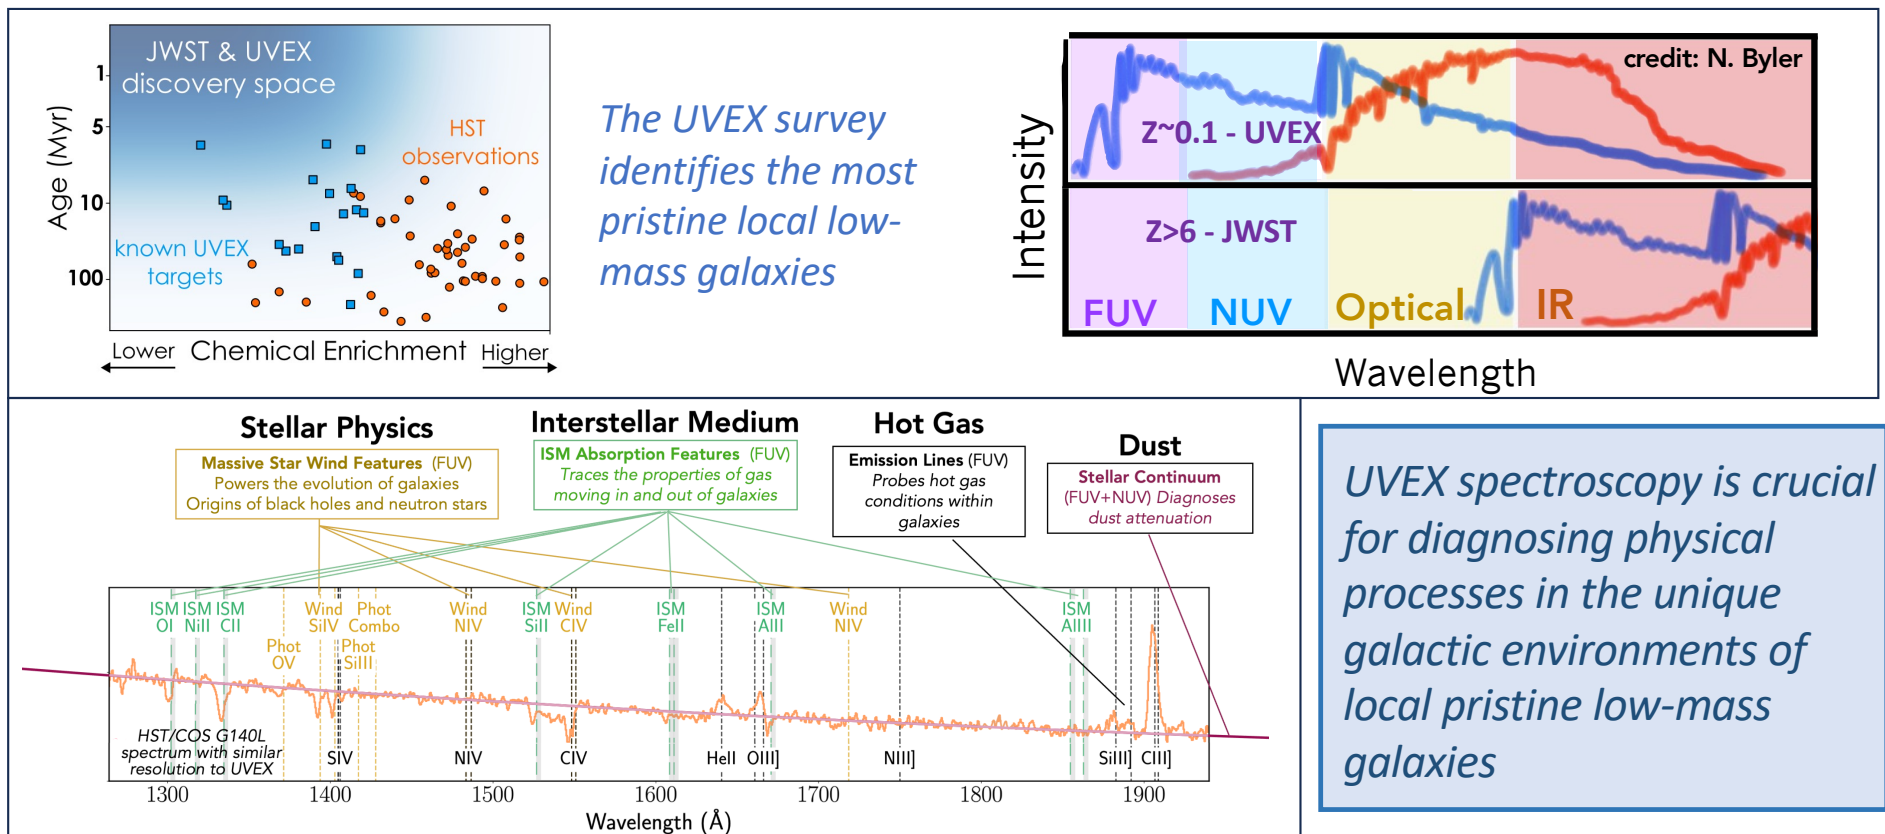 JWST & UVEX
discovery space
HST
observations
known UVEX
targets
1
5
10
100
Age (Myr)
Lower
Chemical Enrichment
Higher
The UVEX survey
identifies the most
pristine local low-
mass galaxies
credit: N. Byler
Z~0.1 - UVEX
Z>6 - JWST
FUV
NUV
Optical
IR
Intensity
Wavelength
Stellar Physics
Massive Star Wind Features (FUV)
Powers the evolution of galaxies
Origins of black holes and neutron stars
Interstellar Medium
ISM Absorption Features (FUV)
Traces the properties of gas
moving in and out of galaxies
Hot Gas
Emission Lines (FUV)
Probes hot gas
conditions within
galaxies
Dust
Stellar Continuum
(FUV+NUV) Diagnoses
dust attenuation
ISM
OI
ISM
NiII
ISM
CII
Phot
OV
Wind
SiIV
Phot
SiIII
Phot
Combo
Wind
NIV
ISM
SiII
Wind
CIV
ISM
FeII
ISM
AlII
Wind
NIV
ISM
AlIII
HST/COS G140L
spectrum with similar
resolution to UVEX
SIV
NIV
CIV
HeII
OIII]
NIII]
SiIII]
CIII]
1300
1400
1500
1600
1700
1800
1900
Wavelength (Å)
UVEX spectroscopy is crucial
for diagnosing physical
processes in the unique
galactic environments of
local pristine low-mass
galaxies